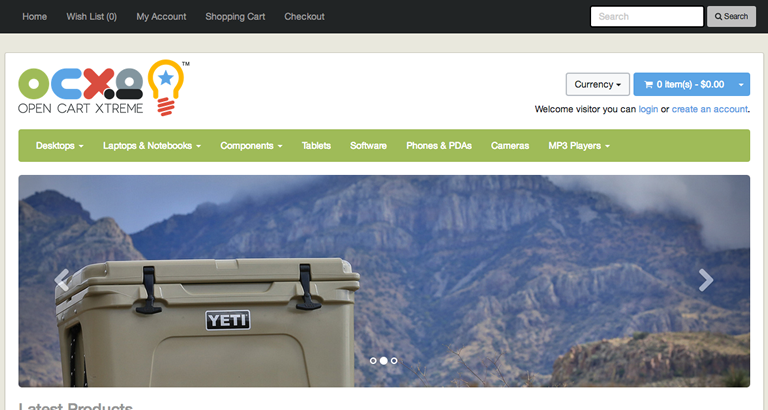 Home Wish List (0) My Account Shopping Cart Checkout Search Search
OCX.8 TM
OPEN CART XTREME
Currency 0 item(s) - $0.00
Welcome visitor you can login or create an account.
Desktops Laptops & Notebooks Components Tablets Software Phones & PDAs Cameras MP3 Players
YETI
Latest Products